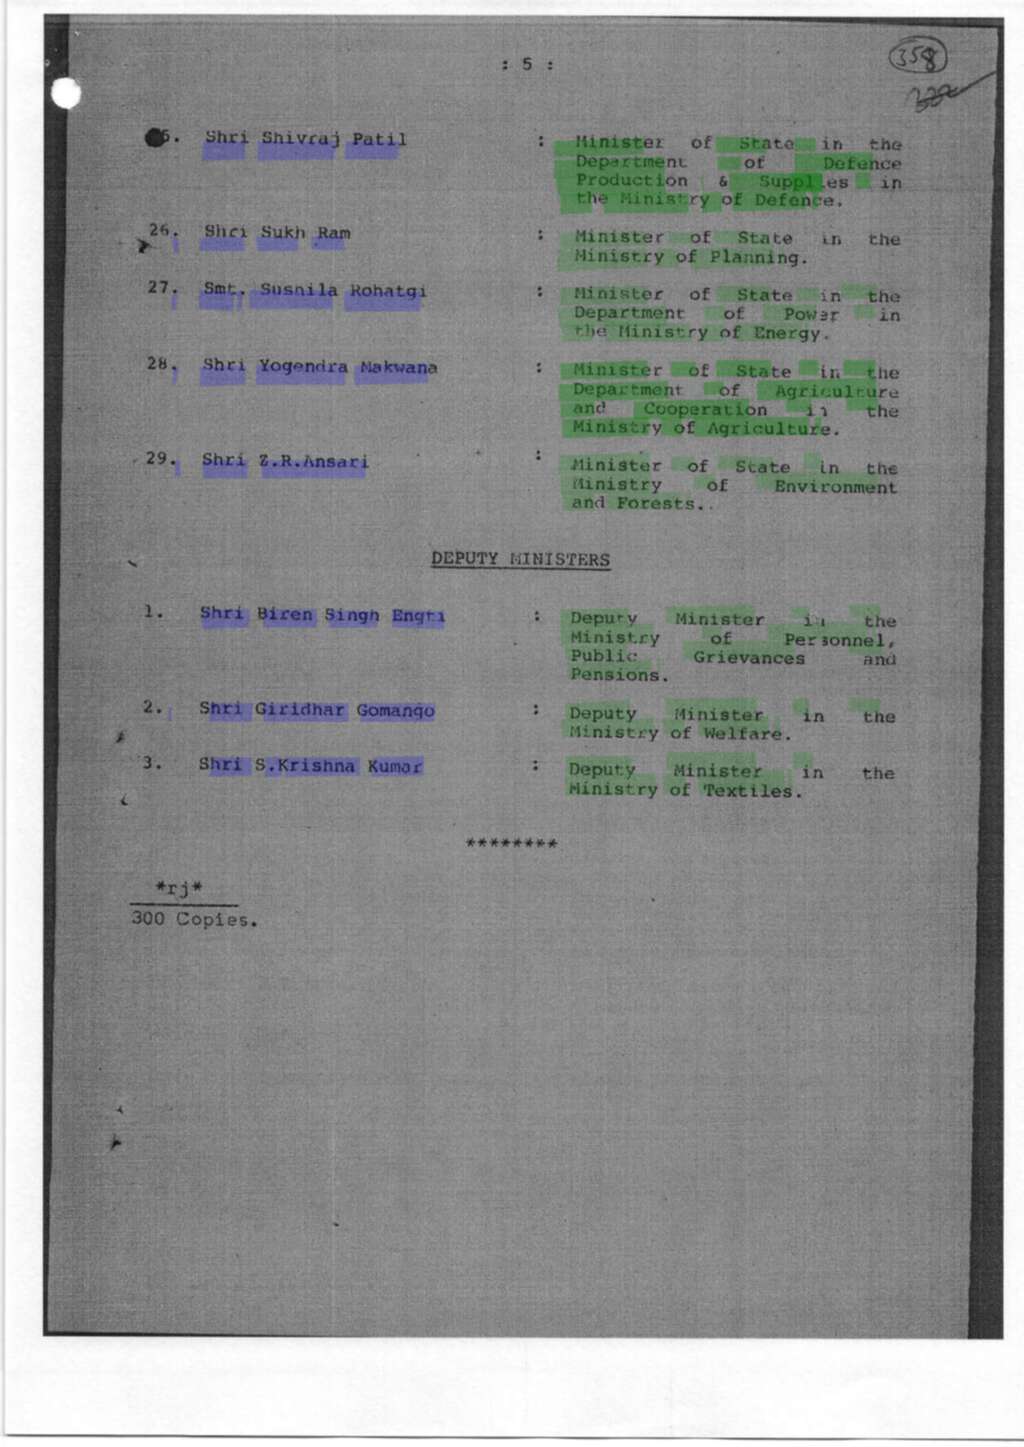 : 5 :
358
5. Shri Shivraj Patil : Minister of State in the
Department of Defence
Production & Supplies in
the Ministry of Defence.
26. Shri Sukh Ram : Minister of State in the
Ministry of Planning.
27. Smt. Sushila Rohatgi : Minister of State in the
Department of Power in
the Ministry of Energy.
28. Shri Yogendra Makwana : Minister of State in the
Department of Agriculture
and Cooperation in the
Ministry of Agriculture.
29. Shri Z.R.Ansari : Minister of State in the
Ministry of Environment
and Forests..
DEPUTY MINISTERS
1. Shri Biren Singh Engti : Deputy Minister in the
Ministry of Personnel,
Public Grievances and
Pensions.
2. Shri Giridhar Gomango : Deputy Minister in the
Ministry of Welfare.
3. Shri S.Krishna Kumar : Deputy Minister in the
Ministry of Textiles.
********
*rj*
300 Copies.